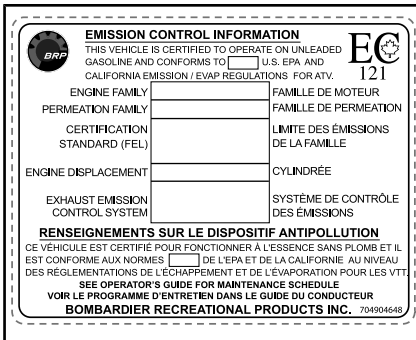 BRP
EMISSION CONTROL INFORMATION
THIS VEHICLE IS CERTIFIED TO OPERATE ON UNLEADED
GASOLINE AND CONFORMS TO U.S. EPA AND
CALIFORNIA EMISSION / EVAP REGULATIONS FOR ATV.
EC
121
ENGINE FAMILY FAMILLE DE MOTEUR
PERMEATION FAMILY FAMILLE DE PERMEATION
CERTIFICATION LIMITE DES ÉMISSIONS
STANDARD (FEL) DE LA FAMILLE
ENGINE DISPLACEMENT CYLINDRÉE
EXHAUST EMISSION SYSTÈME DE CONTRÔLE
CONTROL SYSTEM DES ÉMISSIONS
RENSEIGNEMENTS SUR LE DISPOSITIF ANTIPOLLUTION
CE VÉHICULE EST CERTIFIÉ POUR FONCTIONNER À L'ESSENCE SANS PLOMB ET IL
EST CONFORME AUX NORMES DE L'EPA ET DE LA CALIFORNIE AU NIVEAU
DES RÉGLEMENTATIONS DE L'ÉCHAPPEMENT ET DE L'ÉVAPORATION POUR LES VTT.
SEE OPERATOR'S GUIDE FOR MAINTENANCE SCHEDULE
VOIR LE PROGRAMME D'ENTRETIEN DANS LE GUIDE DU CONDUCTEUR
BOMBARDIER RECREATIONAL PRODUCTS INC. 704904648